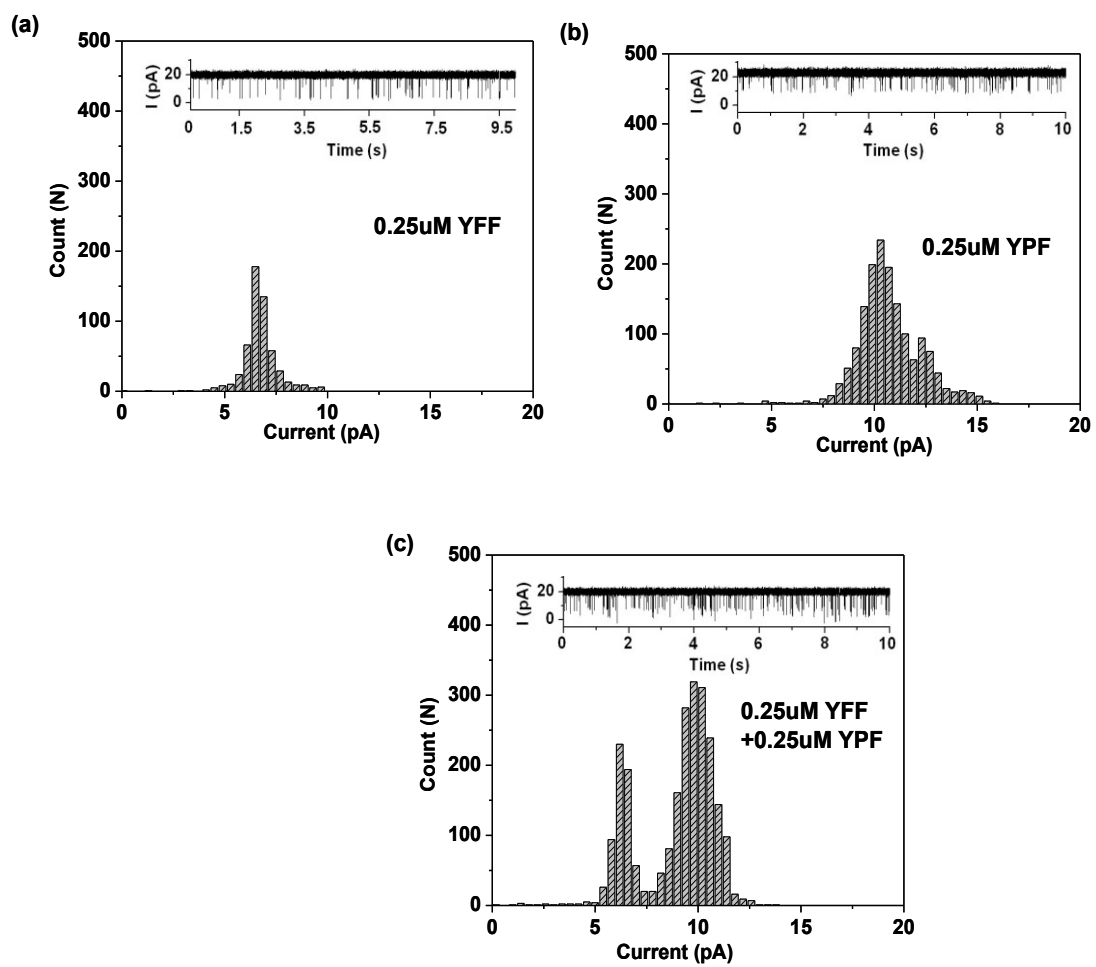 (a)
500
400
300
200
100
0
Count (N)
20
0
I (pA)
0 1.5 3.5 5.5 7.5 9.5
Time (s)
0.25uM YFF
0 5 10 15 20
Current (pA)
(b)
500
400
300
200
100
0
Count (N)
20
0
I (pA)
0 2 4 6 8 10
Time (s)
0.25uM YPF
0 5 10 15 20
Current (pA)
(c)
500
400
300
200
100
0
Count (N)
20
0
I (pA)
0 2 4 6 8 10
Time (s)
0.25uM YFF
+0.25uM YPF
0 5 10 15 20
Current (pA)